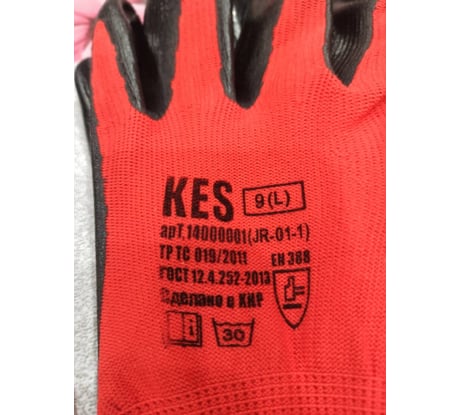 KES 9(L)
арТ.14000001(JR-01-1)
ТР ТС 019/2011 EN 388
ГОСТ 12.4.252-2013
Сделано в КНР
30